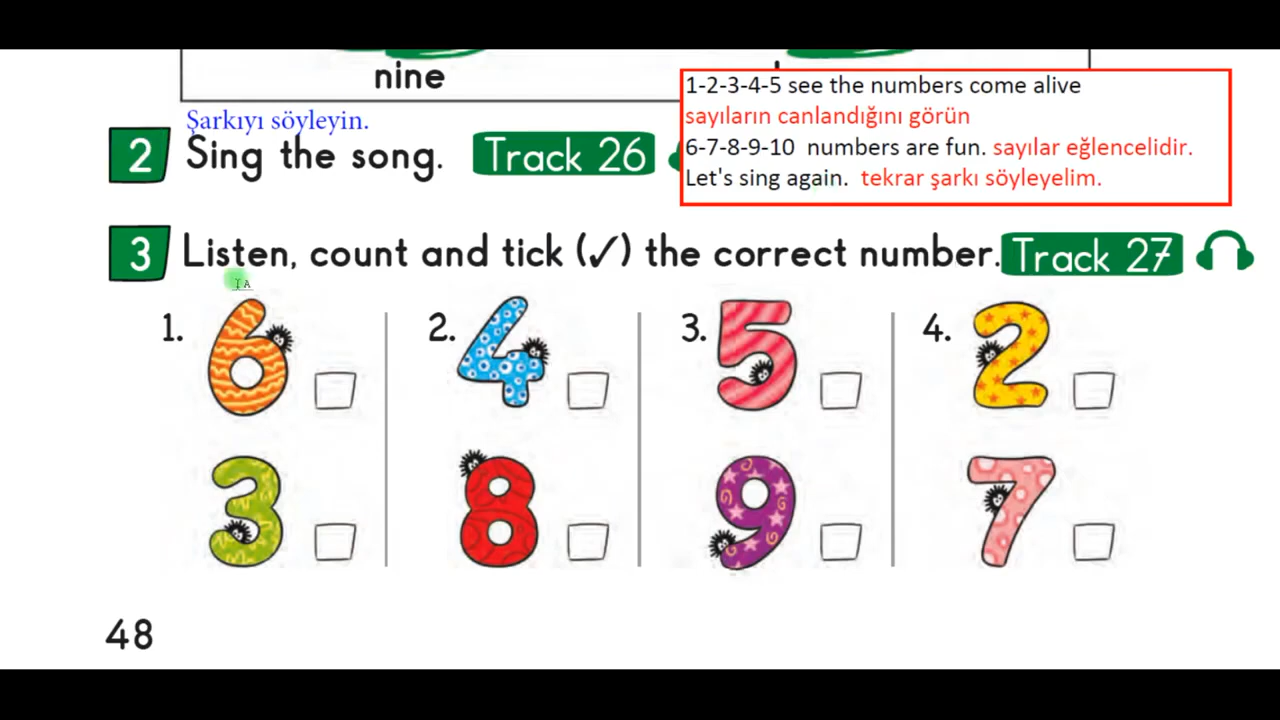 nine
1-2-3-4-5 see the numbers come alive
sayıların canlandığını görün
6-7-8-9-10 numbers are fun. sayılar eğlencelidir.
Let's sing again. tekrar şarkı söyleyelim.
Şarkıyı söyleyin.
2 Sing the song. Track 26
3 Listen, count and tick (✓) the correct number. Track 27
1. 6 2. 4 3. 5 4. 2
3 8 9 7
48